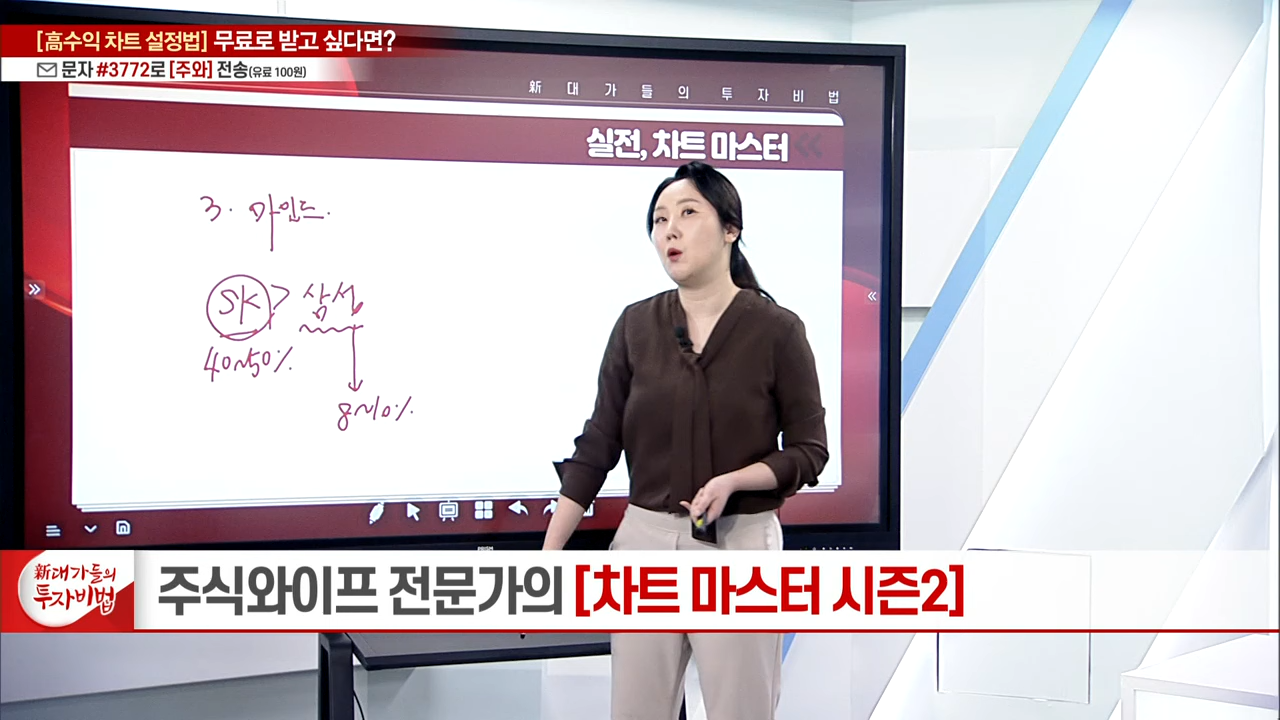 [高수익 차트 설정법] 무료로 받고 싶다면?
문자 #3772로 [주와] 전송(유료 100원)
新대가들의 투자비법
실전, 차트 마스터
3. 마인드.
SK > 삼성
40~50%.
8~10%
新대가들의
투자비법
주식와이프 전문가의 [차트 마스터 시즌2]